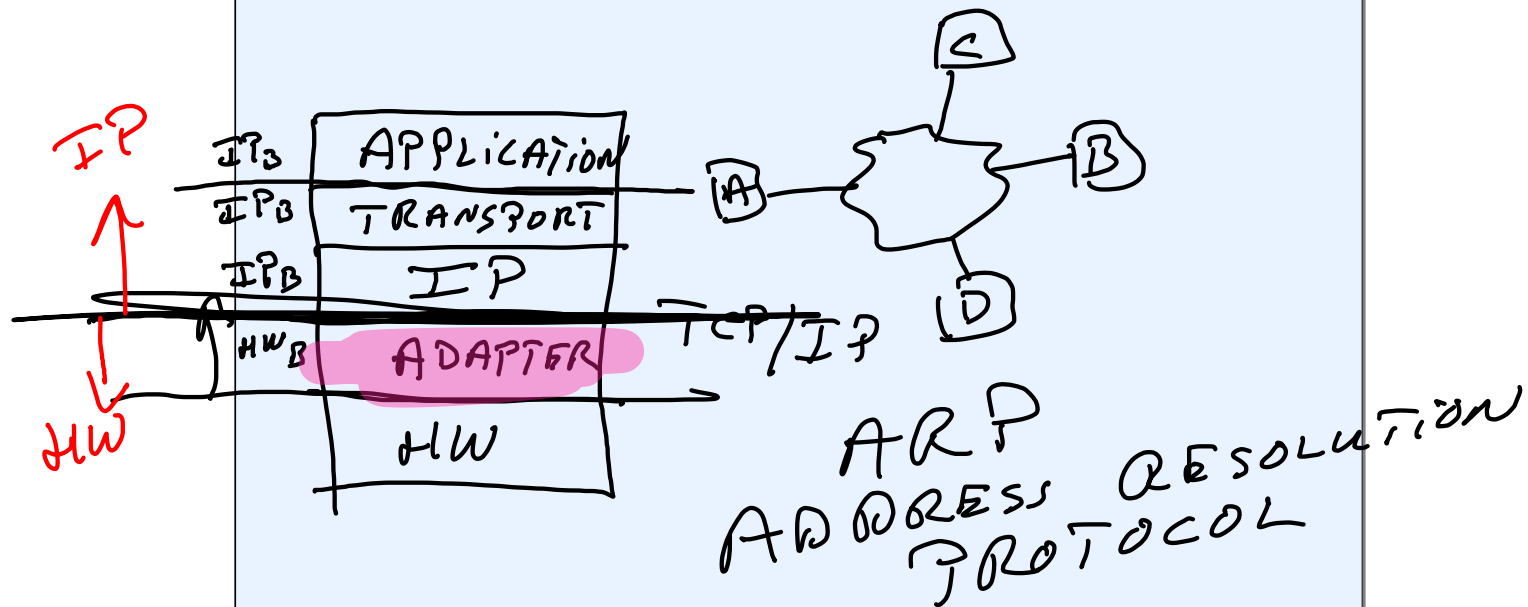 IP
IPB APPLICATION
IPB TRANSPORT
IPB IP
HWB ADAPTER
HW
HW
C
B
A
D
TCP/IP
ARP
ADDRESS RESOLUTION
PROTOCOL